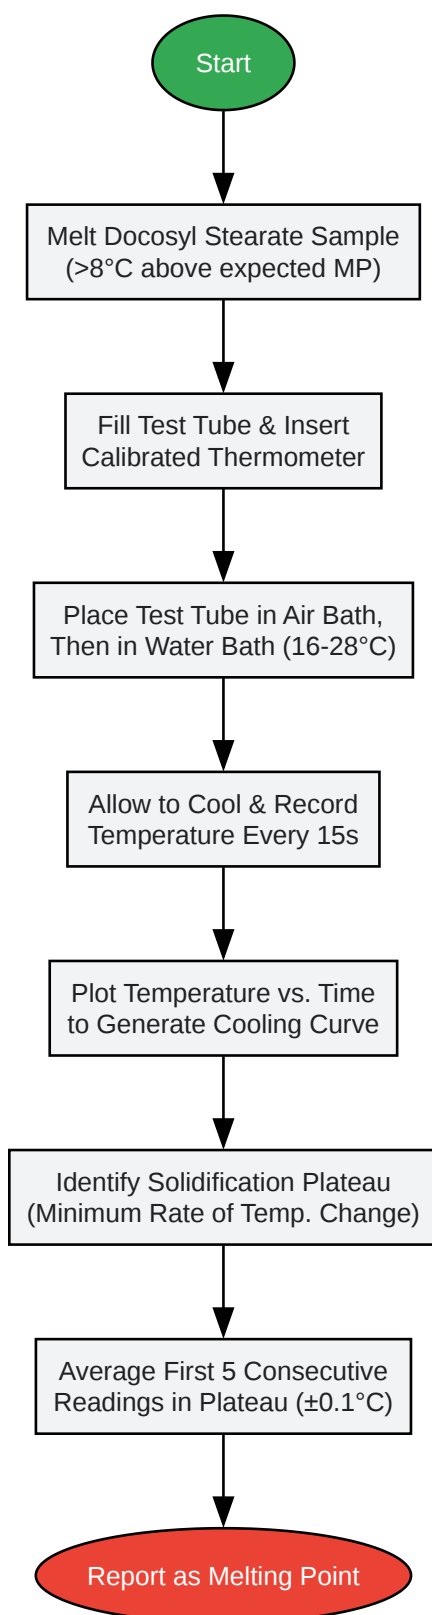 Start
Melt Docosyl Stearate Sample
(>8°C above expected MP)
Fill Test Tube & Insert
Calibrated Thermometer
Place Test Tube in Air Bath,
Then in Water Bath (16-28°C)
Allow to Cool & Record
Temperature Every 15s
Plot Temperature vs. Time
to Generate Cooling Curve
Identify Solidification Plateau
(Minimum Rate of Temp. Change)
Average First 5 Consecutive
Readings in Plateau (±0.1°C)
Report as Melting Point